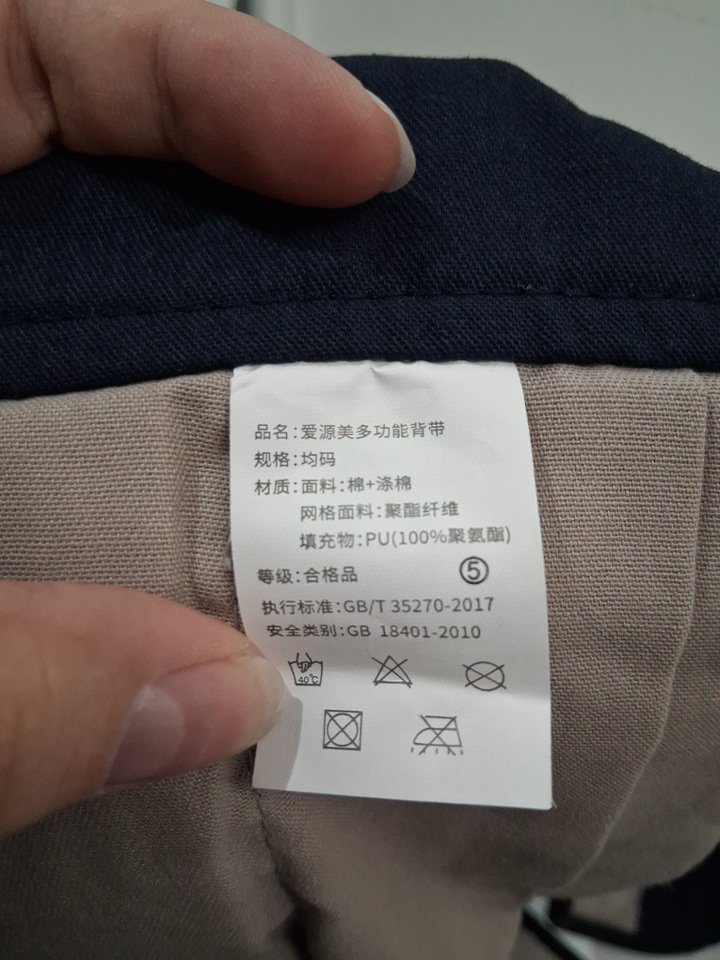 品名:爱源美多功能背带
规格:均码
材质:面料:棉+涤棉
网格面料:聚酯纤维
填充物:PU(100%聚氨酯)
等级:合格品 ⑤
执行标准:GB/T 35270-2017
安全类别:GB 18401-2010
40℃